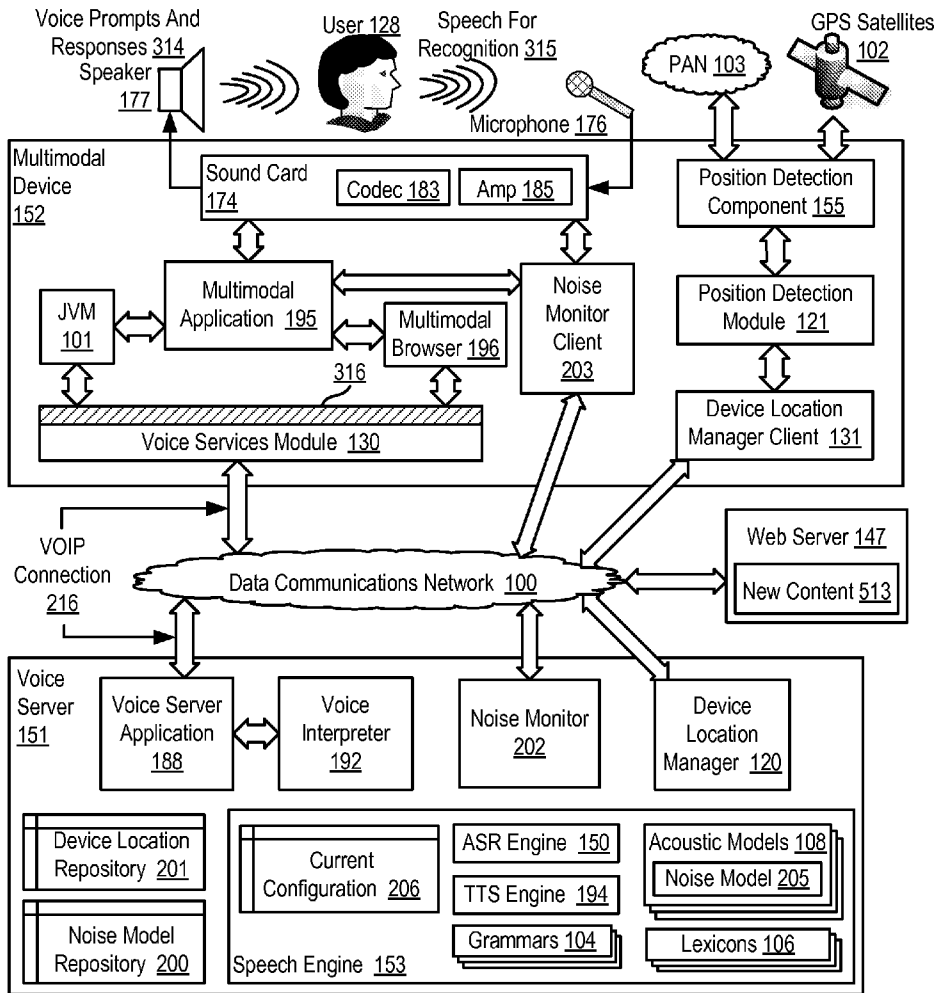 Voice Prompts And
Responses 314
Speaker
177
User 128
Speech For
Recognition 315
Microphone 176
PAN 103
GPS Satellites
102
Multimodal
Device
152
Sound Card
174
Codec 183
Amp 185
Position Detection
Component 155
JVM
101
Multimodal
Application 195
Multimodal
Browser 196
Noise
Monitor
Client
203
Position Detection
Module 121
316
Voice Services Module 130
Device Location
Manager Client 131
VOIP
Connection
216
Data Communications Network 100
Web Server 147
New Content 513
Voice
Server
151
Voice Server
Application
188
Voice
Interpreter
192
Noise Monitor
202
Device
Location
Manager 120
Device Location
Repository 201
Noise Model
Repository 200
Current
Configuration 206
ASR Engine 150
TTS Engine 194
Grammars 104
Acoustic Models 108
Noise Model 205
Lexicons 106
Speech Engine 153